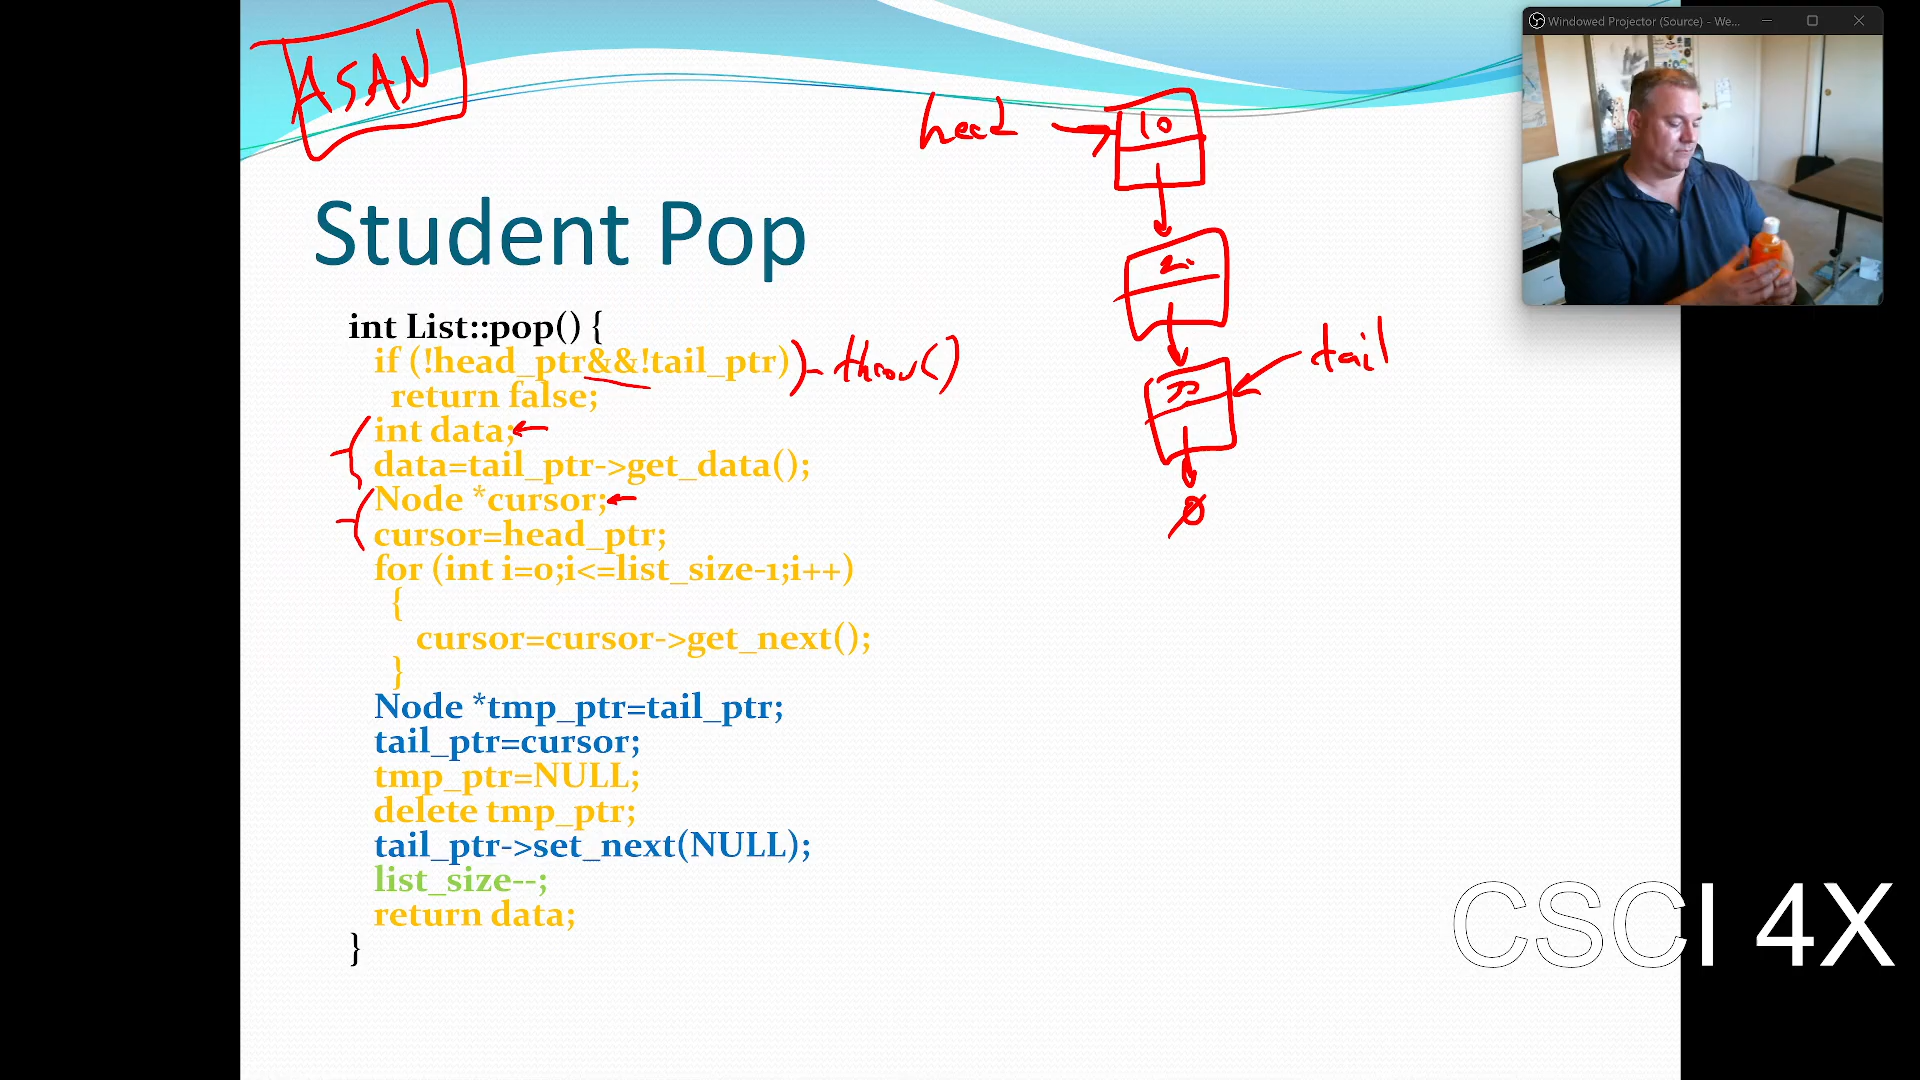 ASAN
Windowed Projector (Source) - We...
head
10
Student Pop
20
int List::pop() {
if (!head_ptr&&!tail_ptr)
throw()
tail
return false;
30
int data;
data=tail_ptr->get_data();
Node *cursor;
cursor=head_ptr;
for (int i=0;i<=list_size-1;i++)
{
cursor=cursor->get_next();
}
Node *tmp_ptr=tail_ptr;
tail_ptr=cursor;
tmp_ptr=NULL;
delete tmp_ptr;
tail_ptr->set_next(NULL);
list_size--;
return data;
}
CSCI 4X